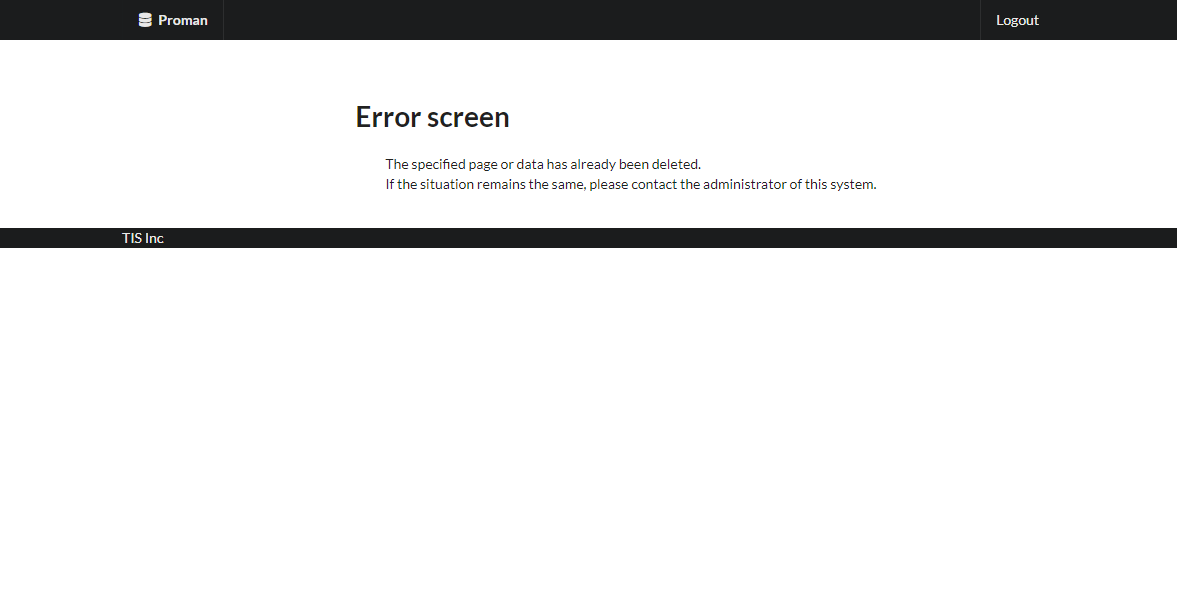 Proman
Logout
Error screen
The specified page or data has already been deleted.
If the situation remains the same, please contact the administrator of this system.
TIS Inc